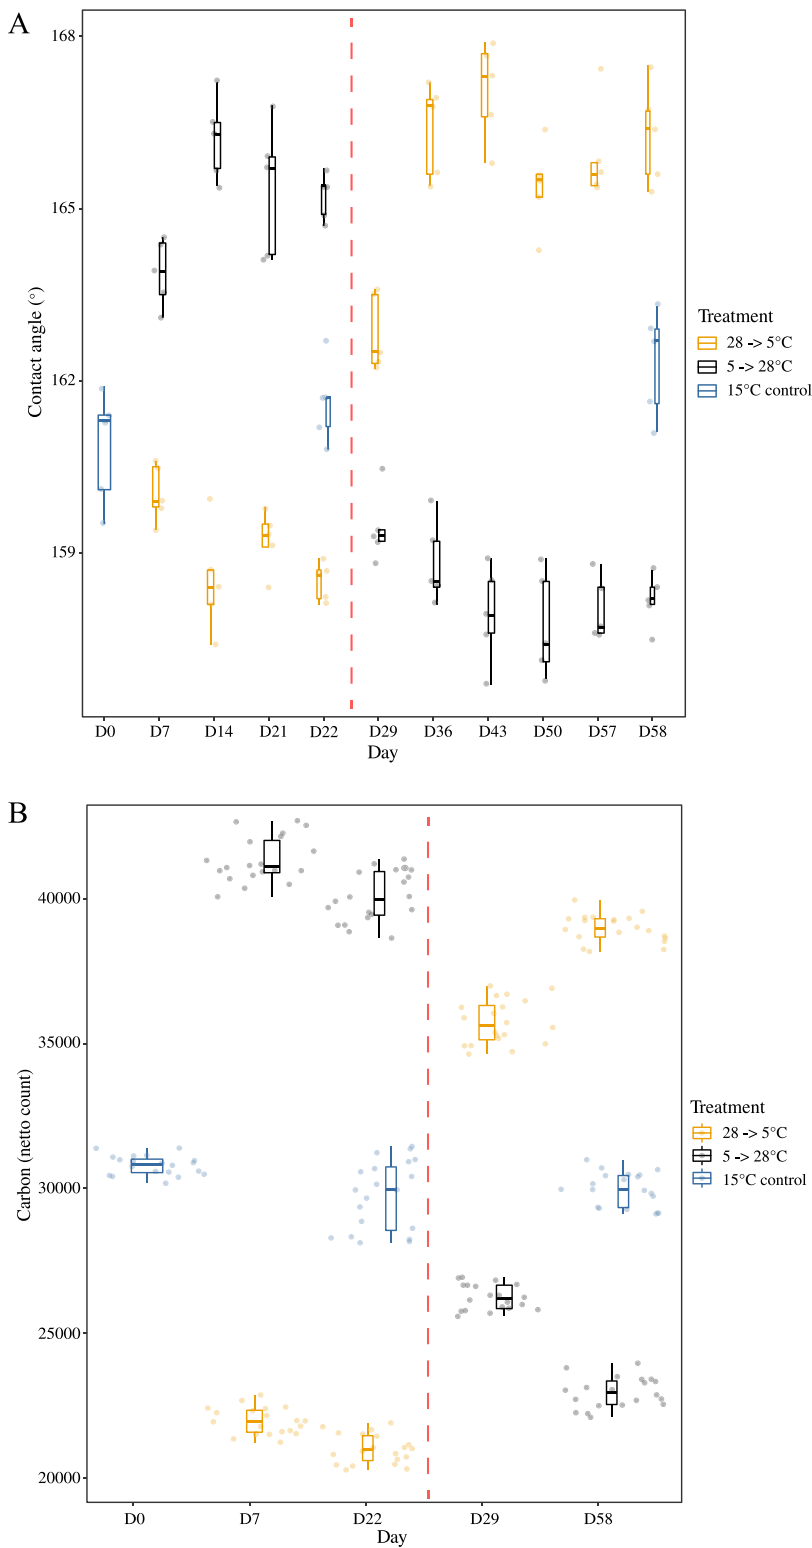 A
168
165
162
159
Contact angle (°)
D0 D7 D14 D21 D22 D29 D36 D43 D50 D57 D58
Day
Treatment
28 -> 5°C
5 -> 28°C
15°C control
B
40000
35000
30000
25000
20000
Carbon (netto count)
D0 D7 D22 D29 D58
Day
Treatment
28 -> 5°C
5 -> 28°C
15°C control